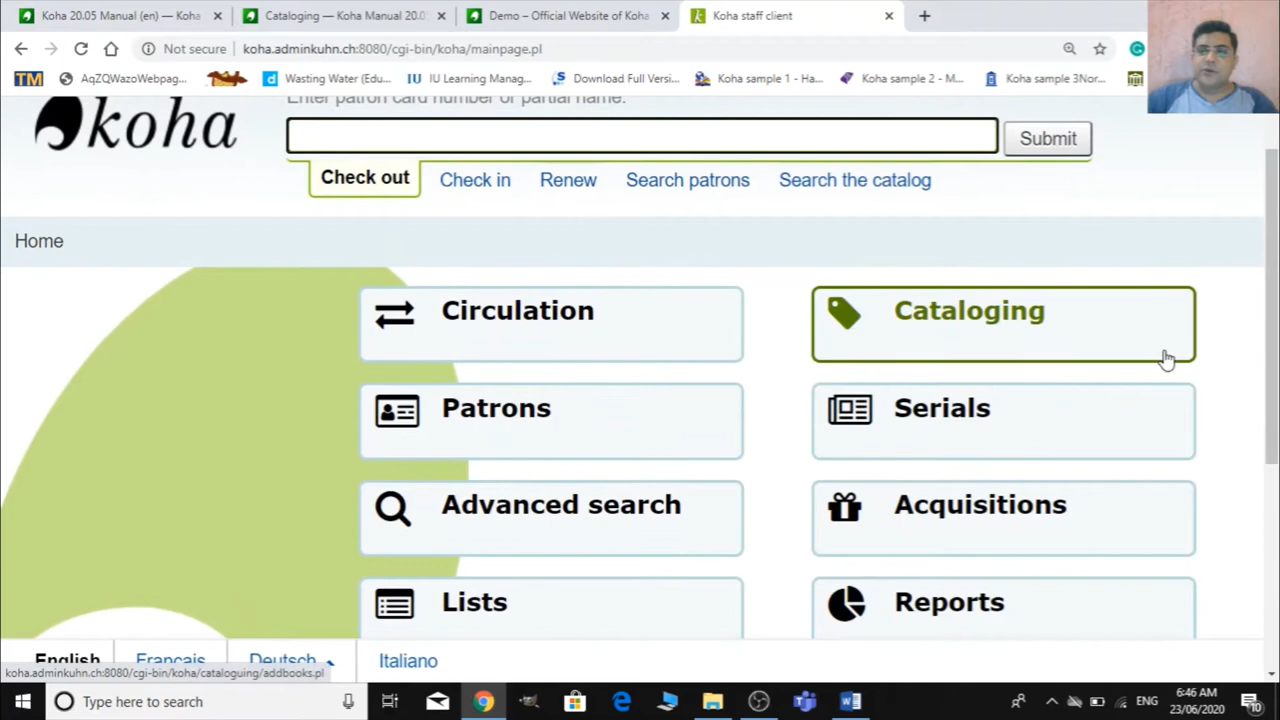 Koha 20.05 Manual (en) — Koha
Cataloging — Koha Manual 20.0
Demo – Official Website of Koha
Koha staff client
Not secure
koha.adminkuhn.ch:8080/cgi-bin/koha/mainpage.pl
TM
AqZQWazoWebpag...
Wasting Water (Edu...
IU
IU Learning Manag...
Download Full Versi...
Koha sample 1 - Ha...
Koha sample 2 - M...
Koha sample 3Nor...
koha
Enter patron card number or partial name:
Submit
Check out
Check in
Renew
Search patrons
Search the catalog
Home
Circulation
Cataloging
Patrons
Serials
Advanced search
Acquisitions
Lists
Reports
English
Français
Deutsch
Italiano
koha.adminkuhn.ch:8080/cgi-bin/koha/cataloguing/addbooks.pl
Type here to search
ENG
6:46 AM
23/06/2020
10